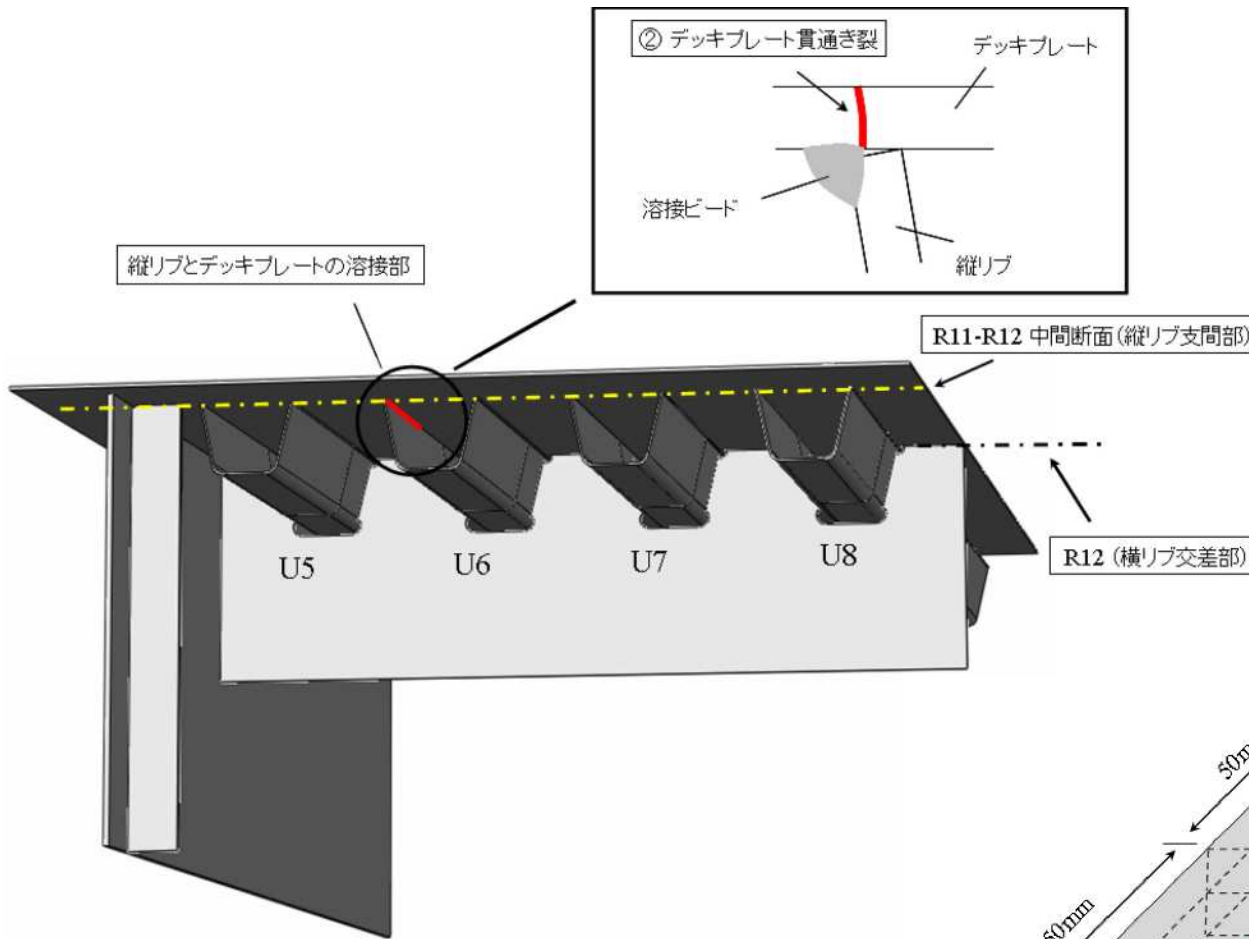 ② デッキプレート貫通き裂
デッキプレート
溶接ビード
縦リブ
縦リブとデッキプレートの溶接部
R11-R12 中間断面(縦リブ支間部)
R12 (横リブ交差部)
U5
U6
U7
U8